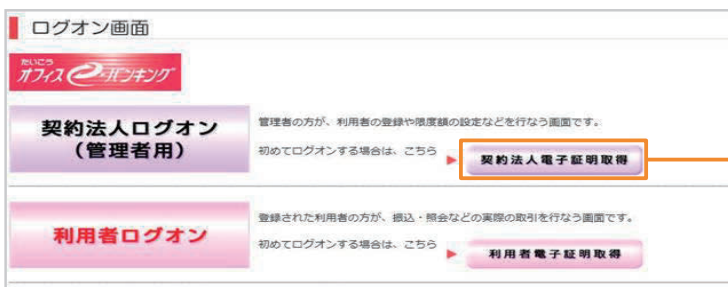 ログオン画面
たいこう
オフィスe-バンキング
契約法人ログオン
（管理者用）
管理者の方が、利用者の登録や限度額の設定などを行なう画面です。
初めてログオンする場合は、こちら
契約法人電子証明取得
利用者ログオン
登録された利用者の方が、振込・照会などの実際の取引を行なう画面です。
初めてログオンする場合は、こちら
利用者電子証明取得